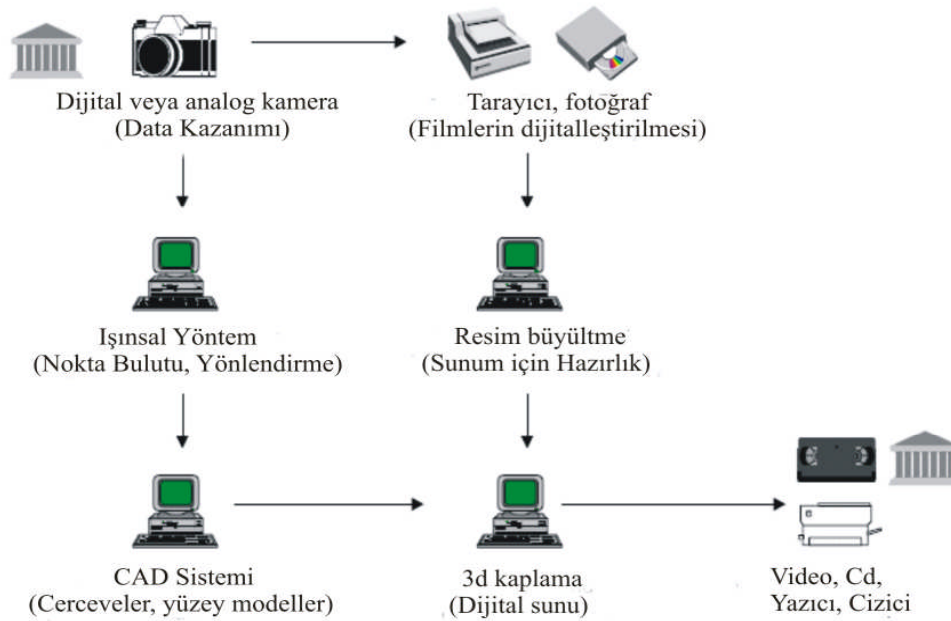 Dijital veya analog kamera
(Data Kazanımı)
Tarayıcı, fotoğraf
(Filmlerin dijitalleştirilmesi)
Işınsal Yöntem
(Nokta Bulutu, Yönlendirme)
Resim büyültme
(Sunum için Hazırlık)
CAD Sistemi
(Cerceveler, yüzey modeller)
3d kaplama
(Dijital sunu)
Video, Cd,
Yazıcı, Cizici